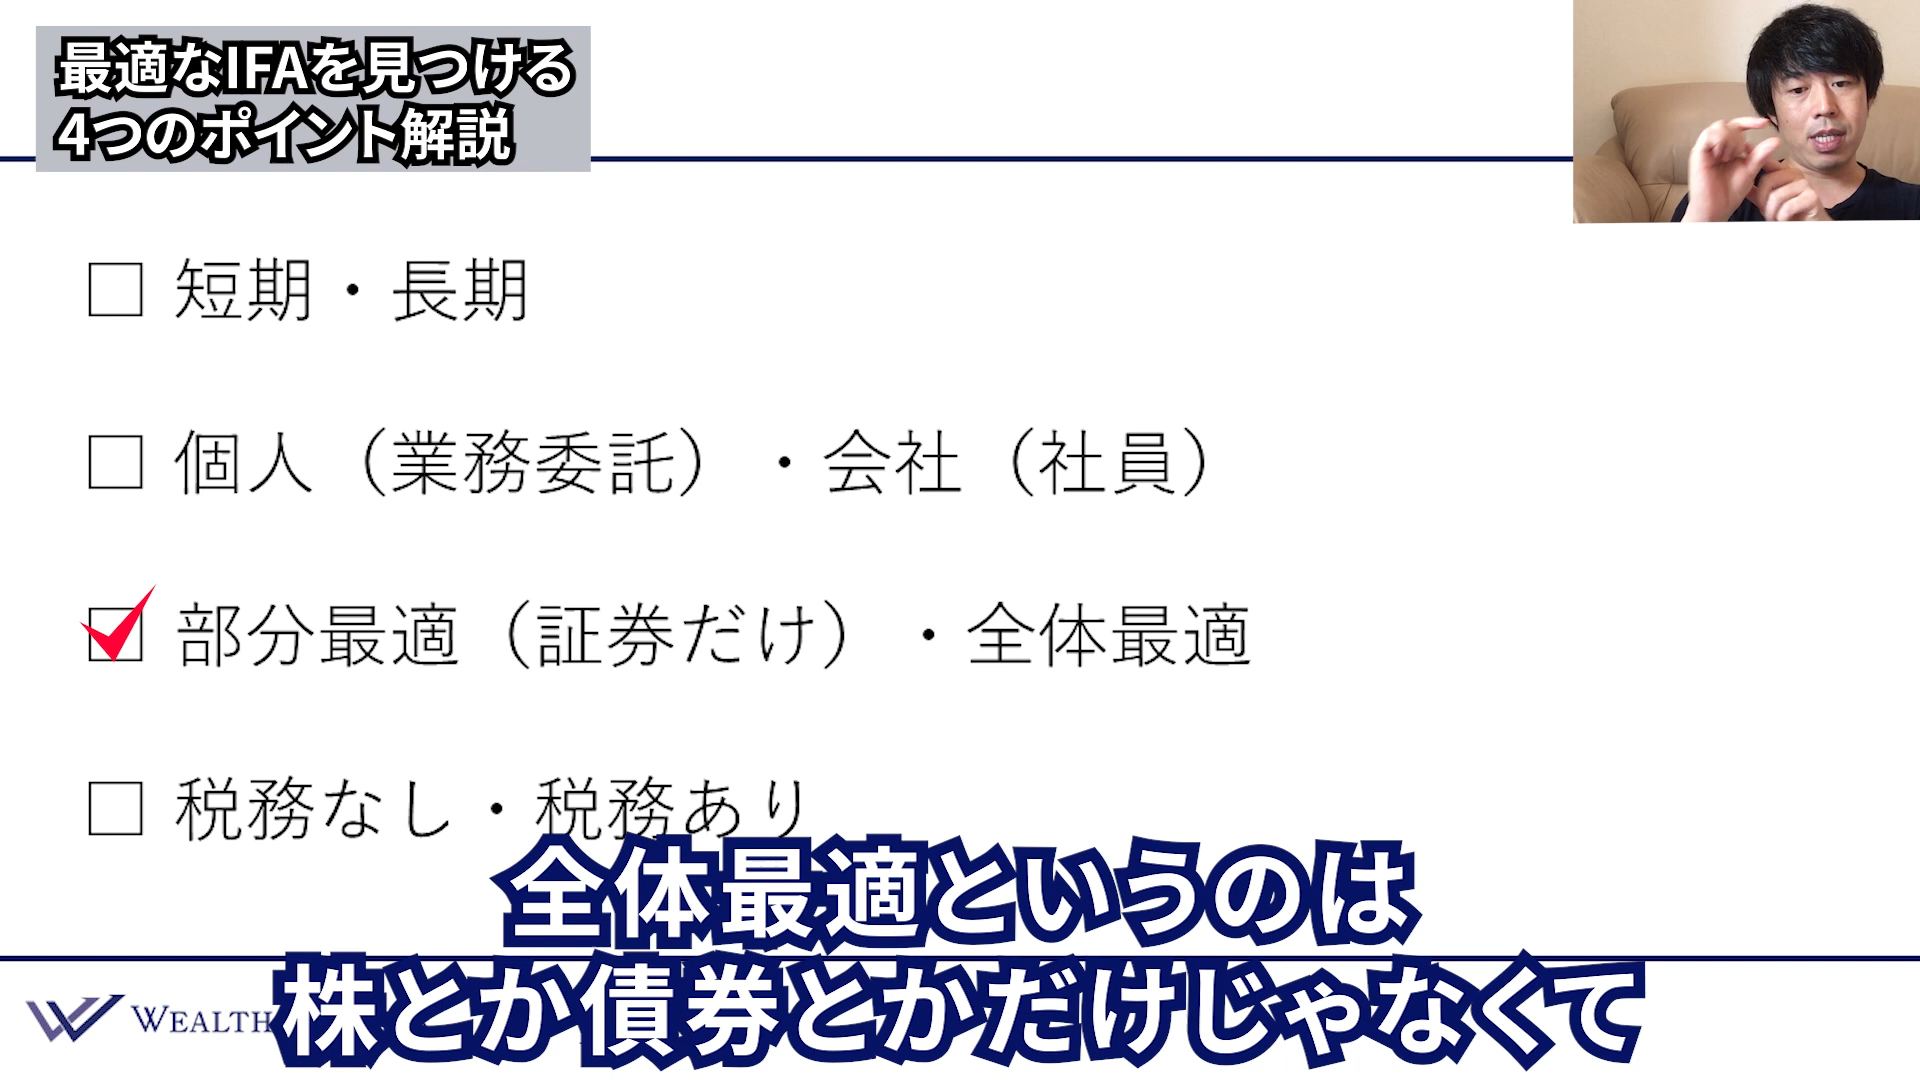 最適なIFAを見つける
4つのポイント解説
□ 短期・長期
□ 個人（業務委託）・会社（社員）
☑ 部分最適（証券だけ）・全体最適
□ 税務なし・税務あり
全体最適というのは
株とか債券とかだけじゃなくて
WEALTH